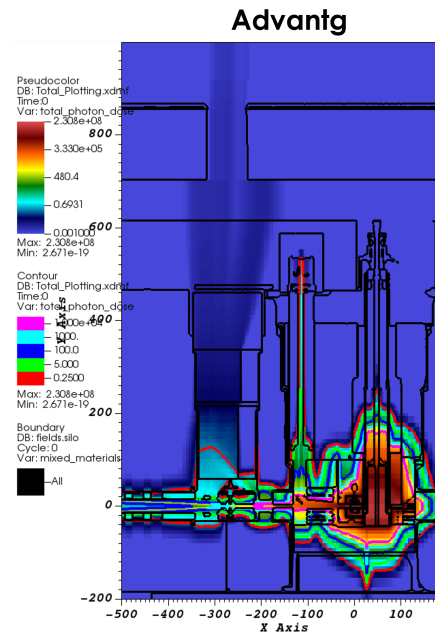 Advantg
Pseudocolor
DB: Total_Plotting.xdmf
Time:0
Var: total_photon_dose
2.308e+08
3.330e+05
480.4
0.6931
0.001000
Max: 2.308e+08
Min: 2.671e-19
Contour
DB: Total_Plotting.xdmf
Time:0
Var: total_photon_dose
1000.
100.0
5.000
0.2500
Max: 2.308e+08
Min: 2.671e-19
Boundary
DB: fields.silo
Cycle: 0
Var: mixed_materials
All
Y Axis
800
600
400
200
0
-200
-500 -400 -300 -200 -100 0 100
X Axis